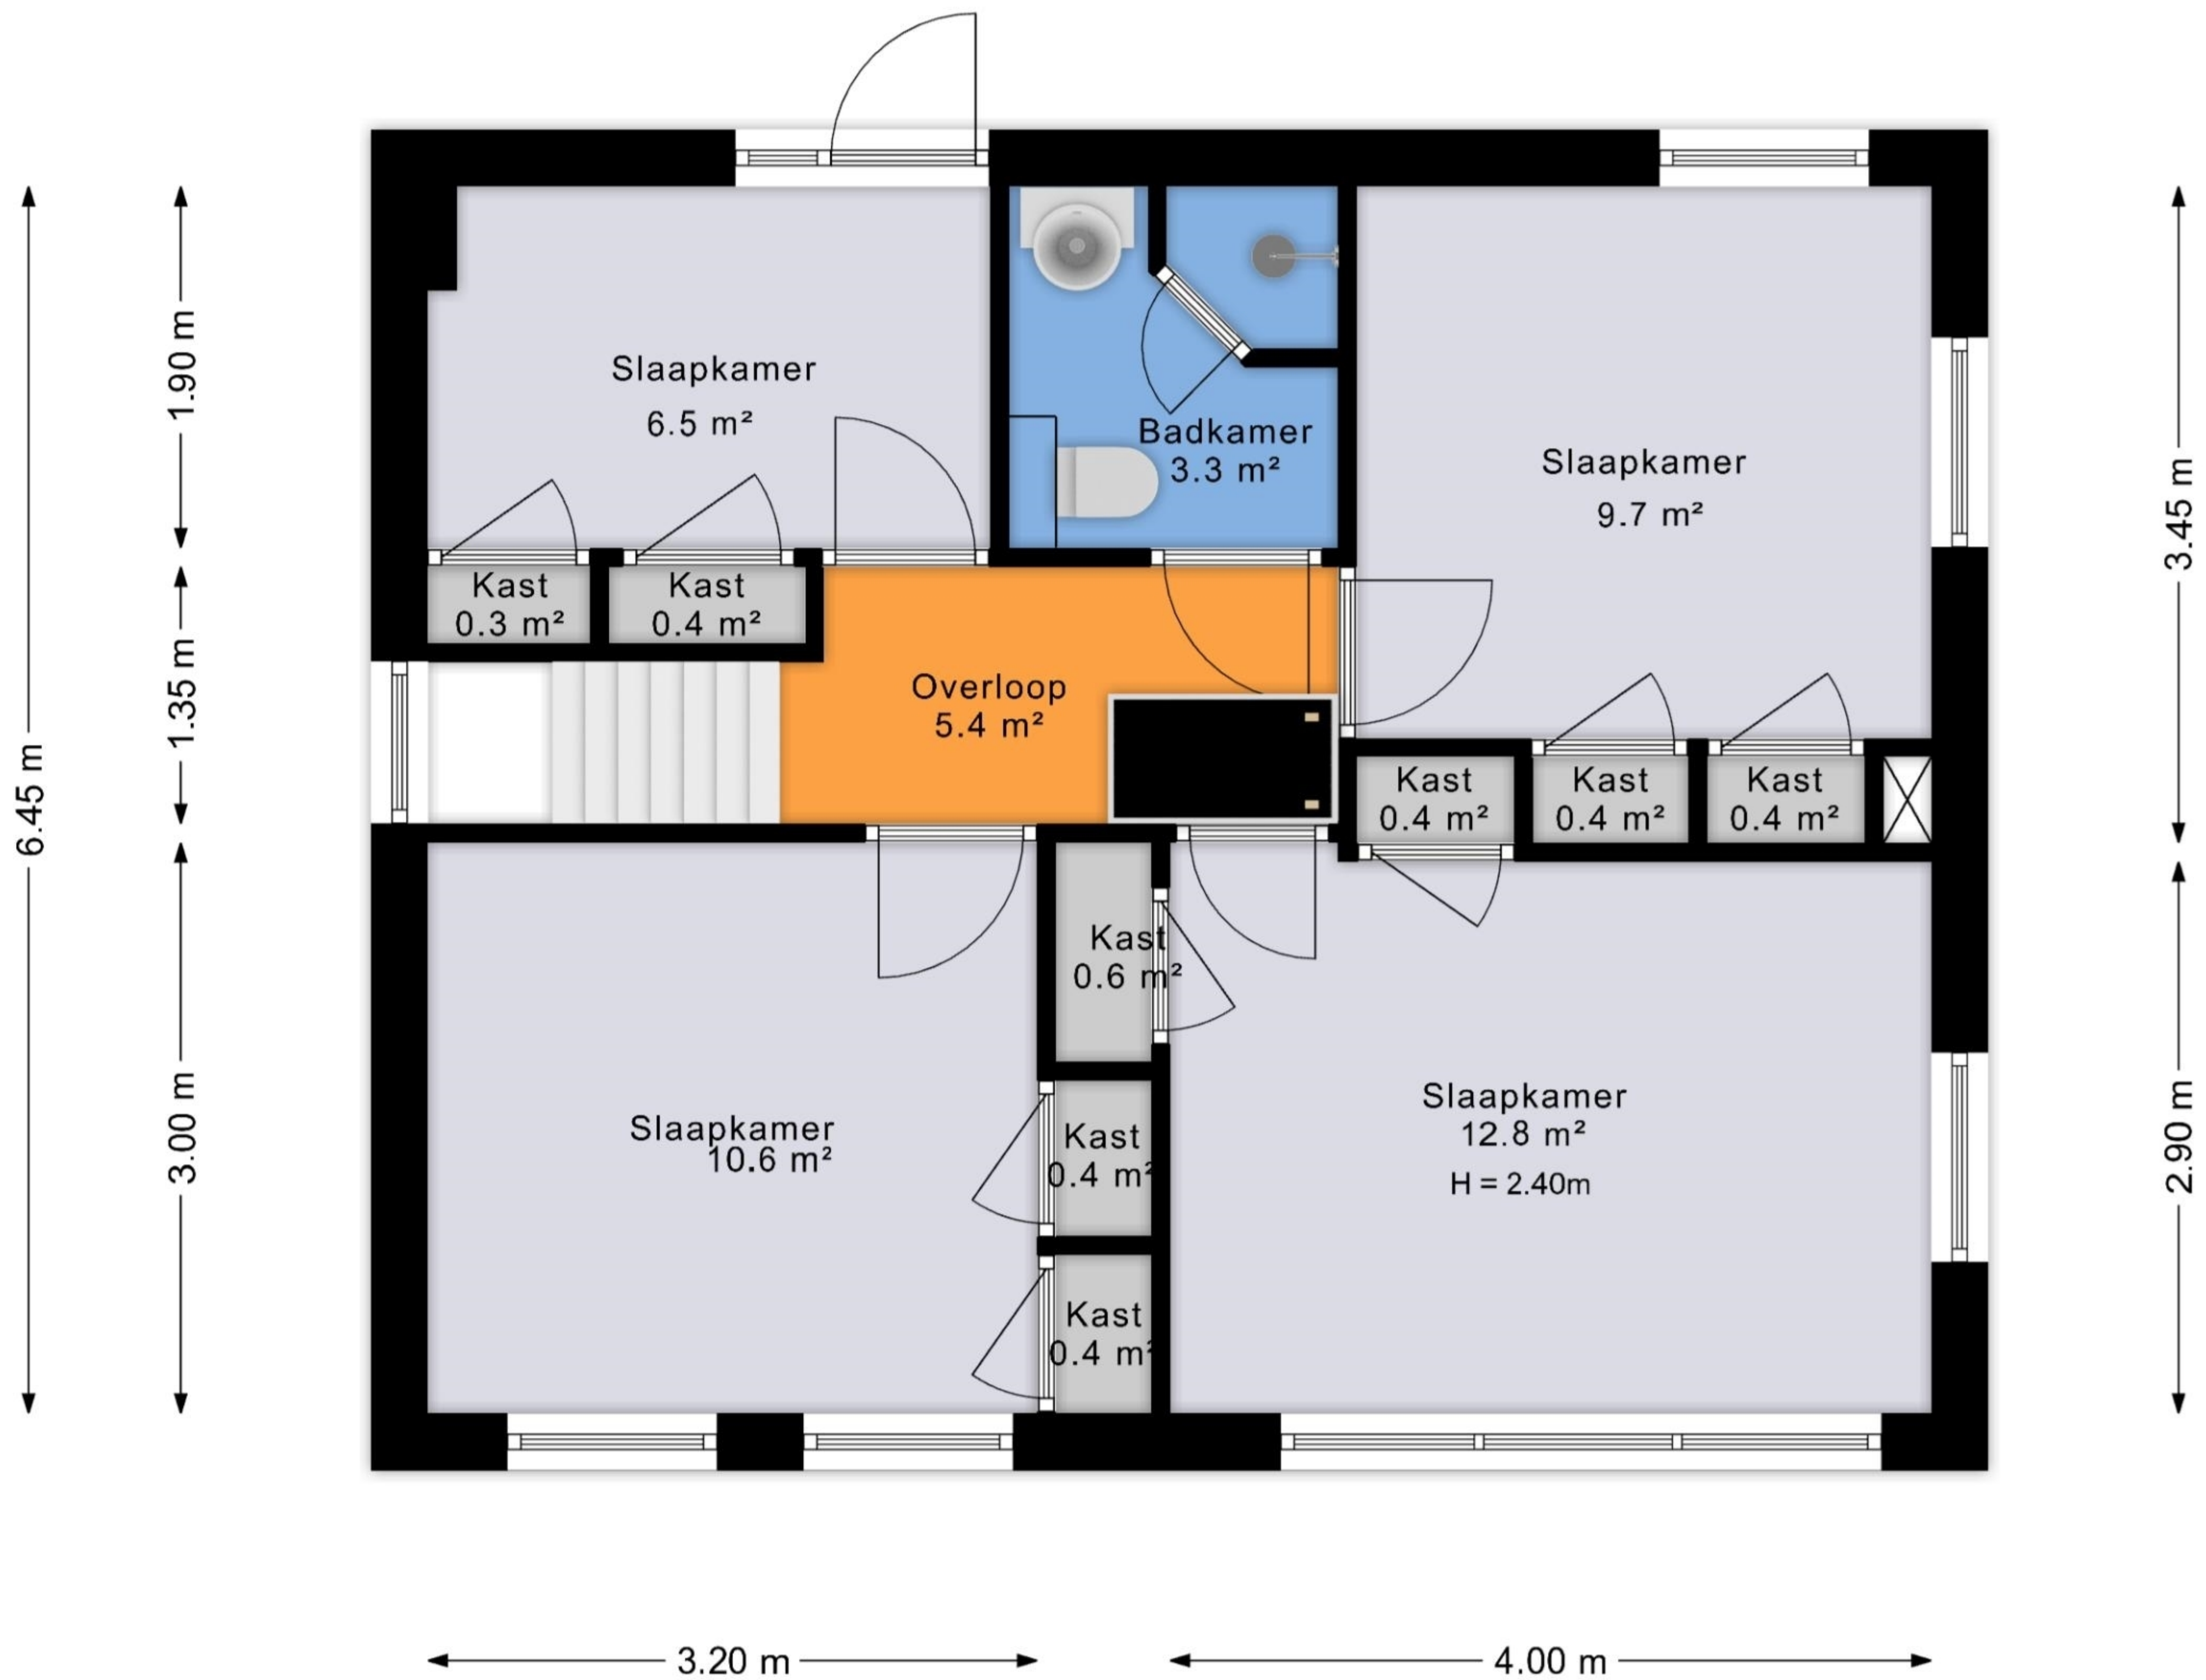 1.90 m
Slaapkamer
6.5 m²
Badkamer
3.3 m²
Slaapkamer
9.7 m²
3.45 m
Kast
0.3 m²
Kast
0.4 m²
1.35 m
6.45 m
Overloop
5.4 m²
Kast
0.4 m²
Kast
0.4 m²
Kast
0.4 m²
Kast
0.6 m²
3.00 m
Slaapkamer
10.6 m²
Kast
0.4 m²
Slaapkamer
12.8 m²
H = 2.40m
2.90 m
Kast
0.4 m²
3.20 m
4.00 m